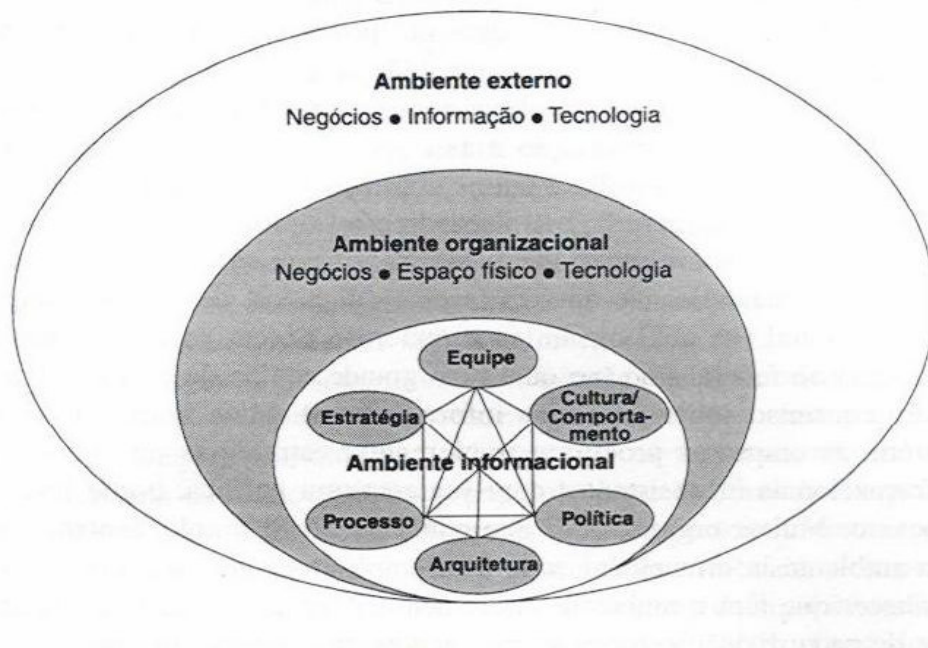 Ambiente externo
Negócios ● Informação ● Tecnologia
Ambiente organizacional
Negócios ● Espaço físico ● Tecnologia
Equipe
Estratégia
Cultura/
Comporta-
mento
Ambiente informacional
Processo
Política
Arquitetura